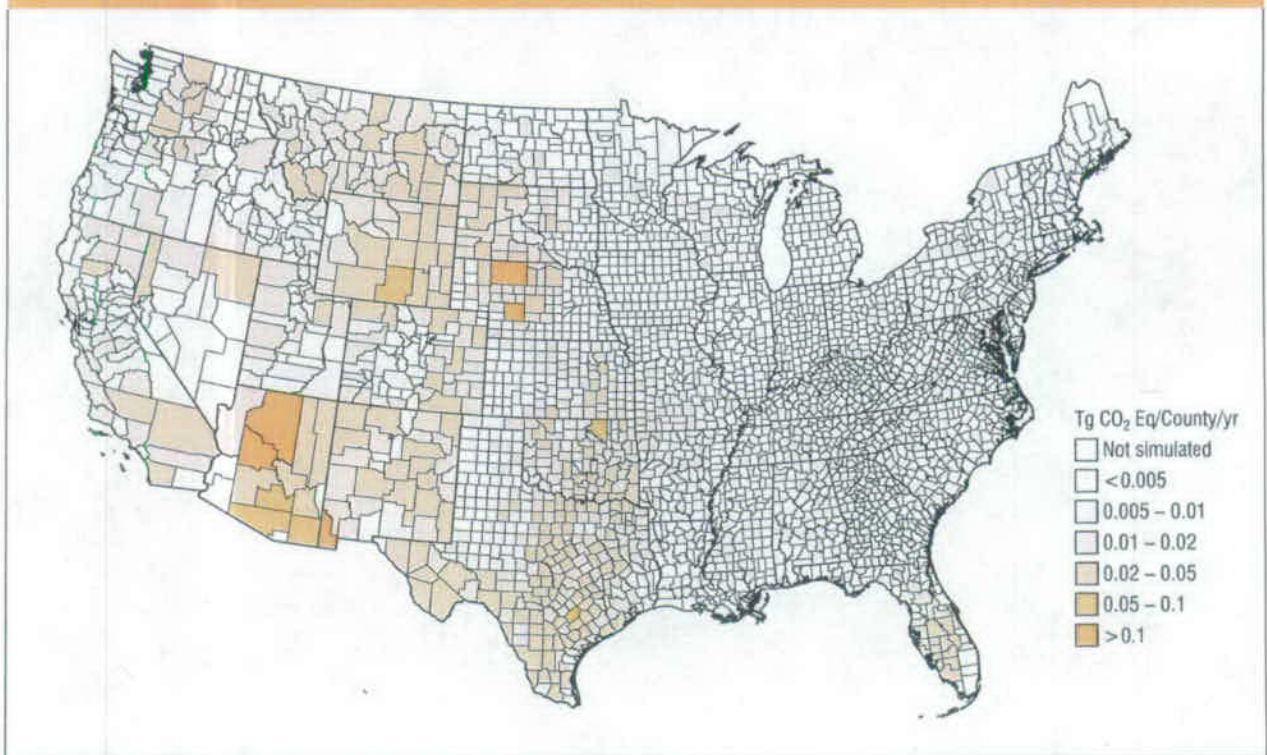 Tg CO₂ Eq/County/yr
Not simulated
<0.005
0.005 – 0.01
0.01 – 0.02
0.02 – 0.05
0.05 – 0.1
>0.1